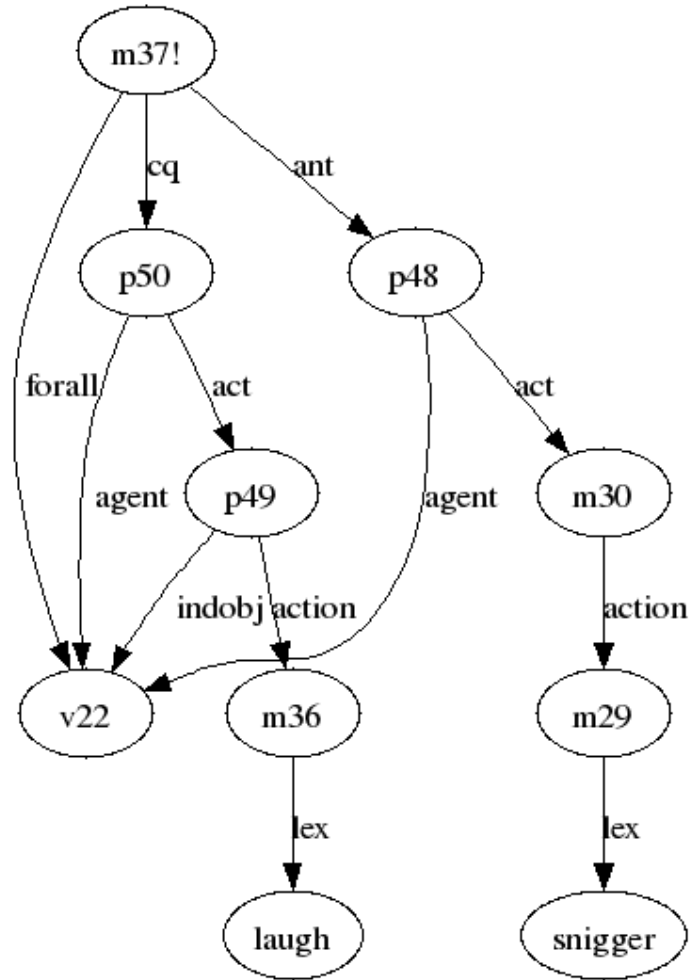 m37!
cq
ant
p50
p48
forall
act
act
agent
p49
agent
m30
indobj
action
action
v22
m36
m29
lex
lex
laugh
snigger